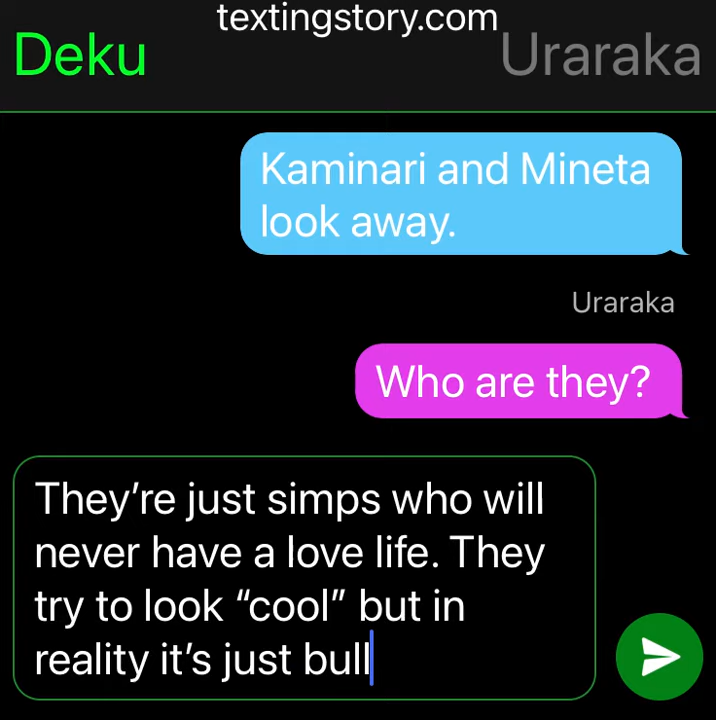 textingstory.com
Deku
Uraraka
Kaminari and Mineta
look away.
Uraraka
Who are they?
They’re just simps who will
never have a love life. They
try to look “cool” but in
reality it’s just bull